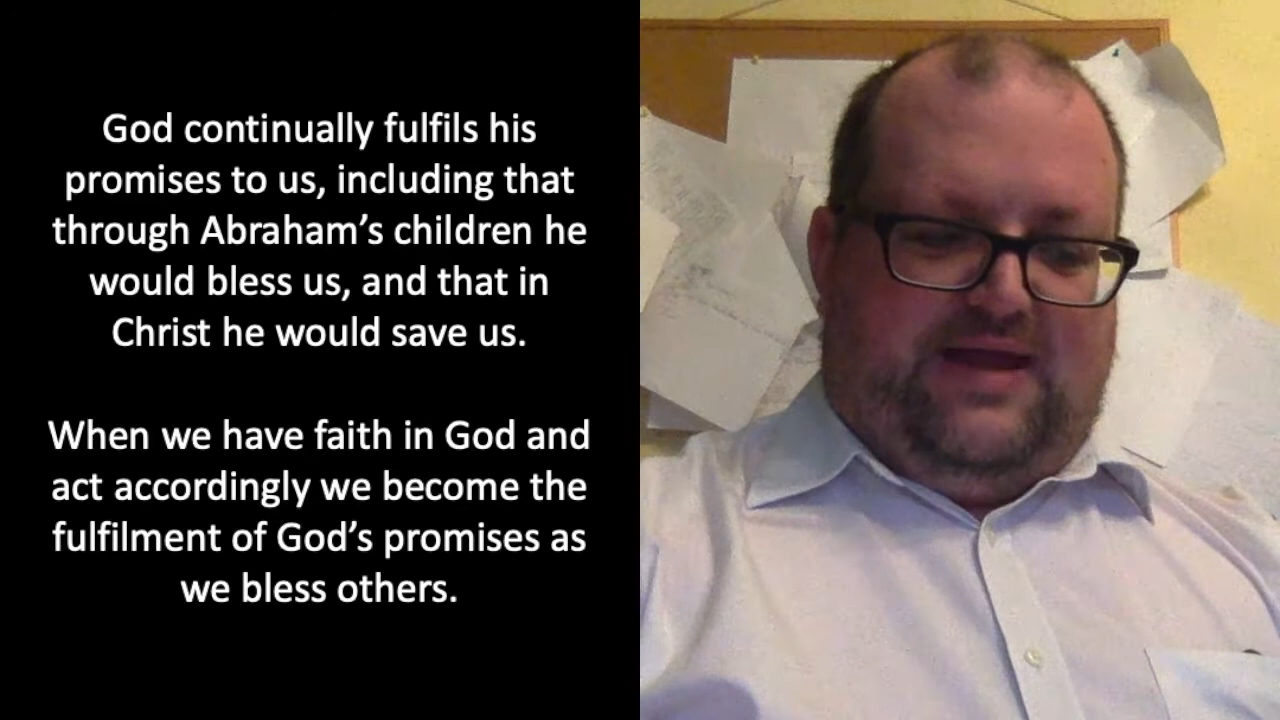 God continually fulfils his
promises to us, including that
through Abraham’s children he
would bless us, and that in
Christ he would save us.
When we have faith in God and
act accordingly we become the
fulfilment of God’s promises as
we bless others.